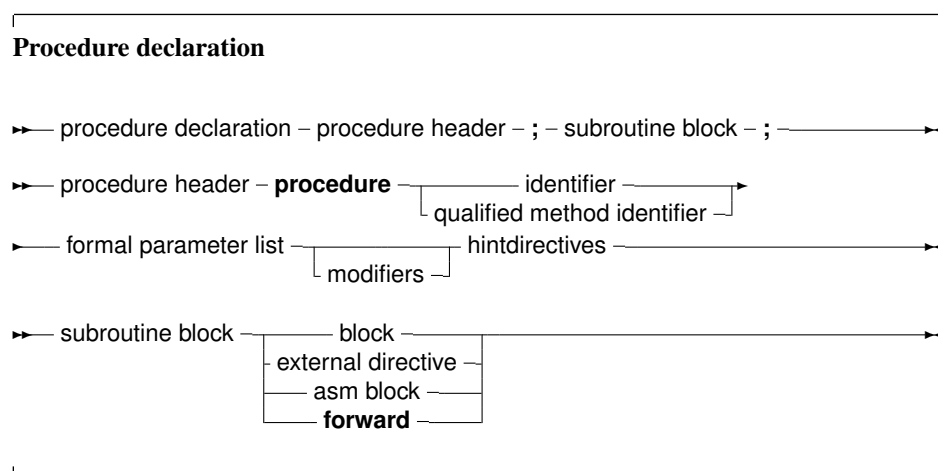 Procedure declaration
procedure declaration procedure header ; subroutine block ;
procedure header procedure identifier
qualified method identifier
formal parameter list hintdirectives
modifiers
subroutine block block
external directive
asm block
forward